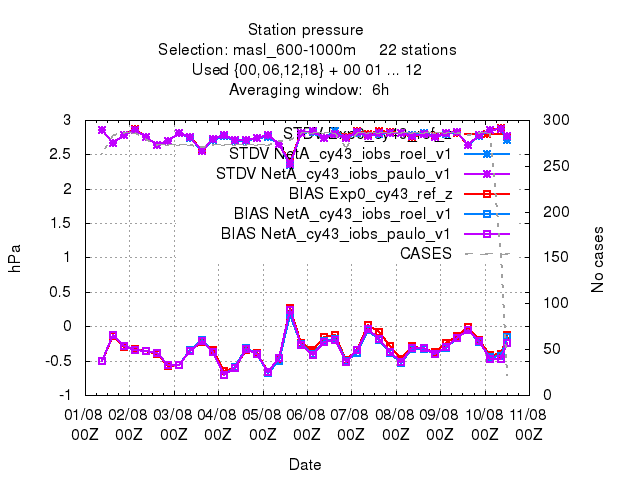 Station pressure
Selection: masl_600-1000m 22 stations
Used {00,06,12,18} + 00 01 ... 12
Averaging window: 6h
STDV Exp0_cy43_ref_z
STDV NetA_cy43_iobs_roel_v1
STDV NetA_cy43_iobs_paulo_v1
BIAS Exp0_cy43_ref_z
BIAS NetA_cy43_iobs_roel_v1
BIAS NetA_cy43_iobs_paulo_v1
CASES
hPa
3
2.5
2
1.5
1
0.5
0
-0.5
-1
No cases
300
250
200
150
100
50
0
01/08 02/08 03/08 04/08 05/08 06/08 07/08 08/08 09/08 10/08 11/08
00Z 00Z 00Z 00Z 00Z 00Z 00Z 00Z 00Z 00Z 00Z
Date